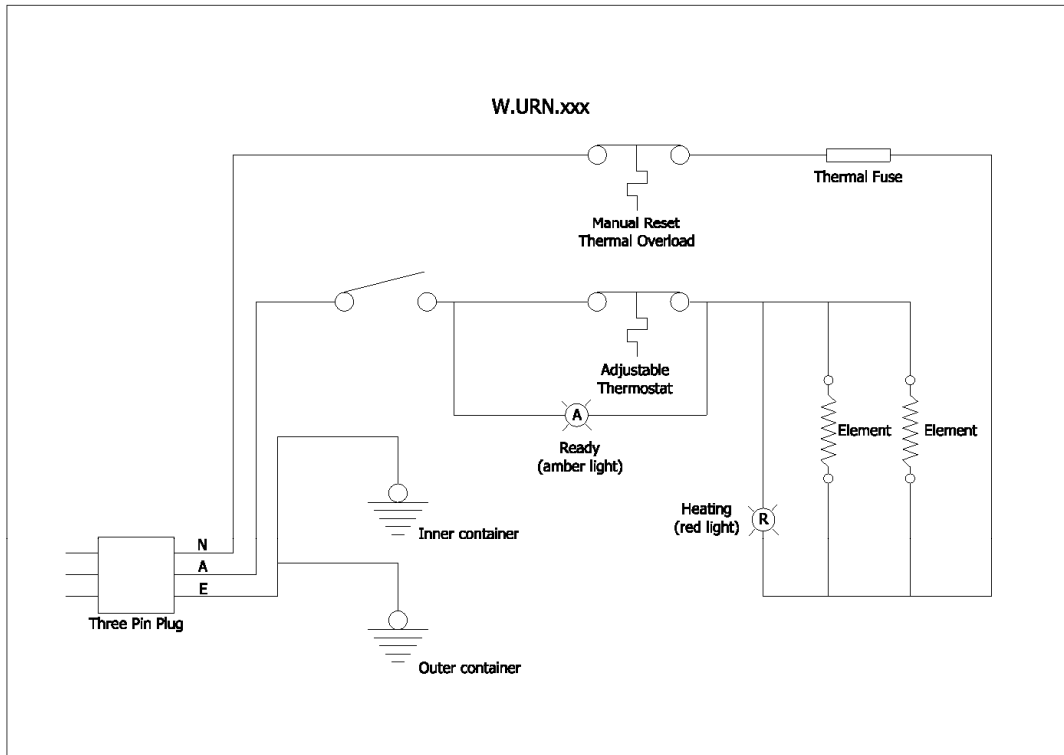 W.URN.xxx
Thermal Fuse
Manual Reset
Thermal Overload
Adjustable
Thermostat
A
Ready
(amber light)
Element
Element
Heating
(red light)
R
Inner container
N
A
E
Three Pin Plug
Outer container